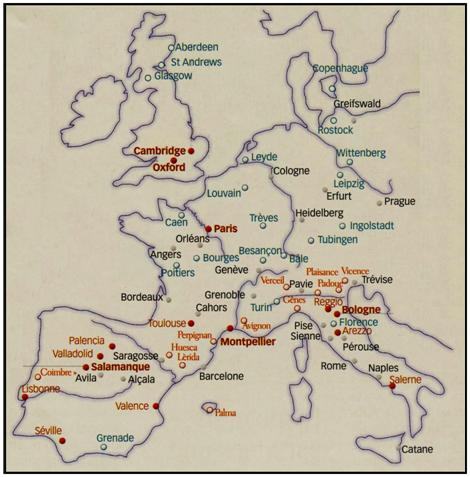 Aberdeen
St Andrews
Glasgow
Copenhague
Greifswald
Rostock
Cambridge
Oxford
Leyde
Wittenberg
Cologne
Leipzig
Louvain
Erfurt
Prague
Caen
Paris
Trèves
Heidelberg
Ingolstadt
Orléans
Tubingen
Angers
Bourges
Besançon
Bâle
Poitiers
Genève
Plaisance
Vicence
Verceil
Pavie
Padoue
Trévise
Bordeaux
Grenoble
Turin
Gênes
Reggio
Bologne
Cahors
Toulouse
Avignon
Pise
Florence
Arezzo
Sienne
Perpignan
Montpellier
Pérouse
Palencia
Huesca
Valladolid
Saragosse
Lèrida
Salamanque
Rome
Coimbre
Avila
Alçala
Barcelone
Naples
Salerne
Lisbonne
Valence
Palma
Séville
Grenade
Catane